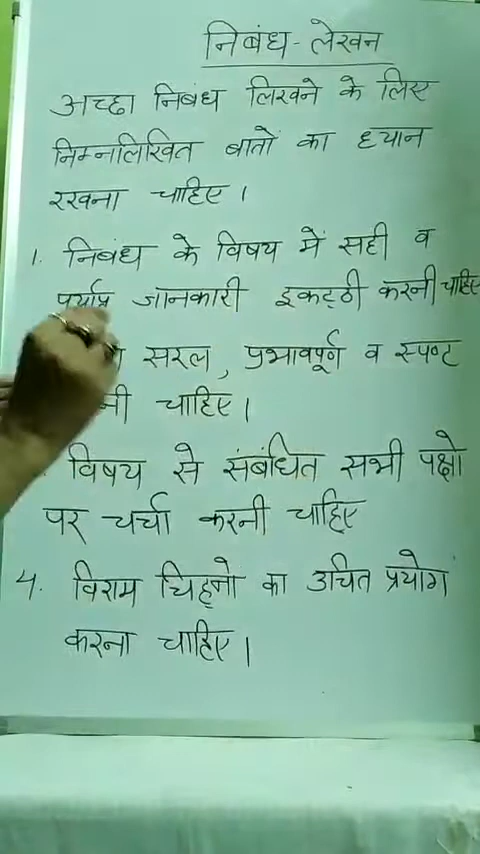 निबंध-लेखन
अच्छा निबंध लिखने के लिए
निम्नलिखित बातों का ध्यान
रखना चाहिए ।
1. निबंध के विषय में सही व
पर्याप्त जानकारी इकट्ठी करनी चाहिए
सरल, प्रभावपूर्ण व स्पष्ट
नी चाहिए ।
विषय से संबंधित सभी पक्षो
पर चर्चा करनी चाहिए
4. विराम चिह्नो का उचित प्रयोग
करना चाहिए ।